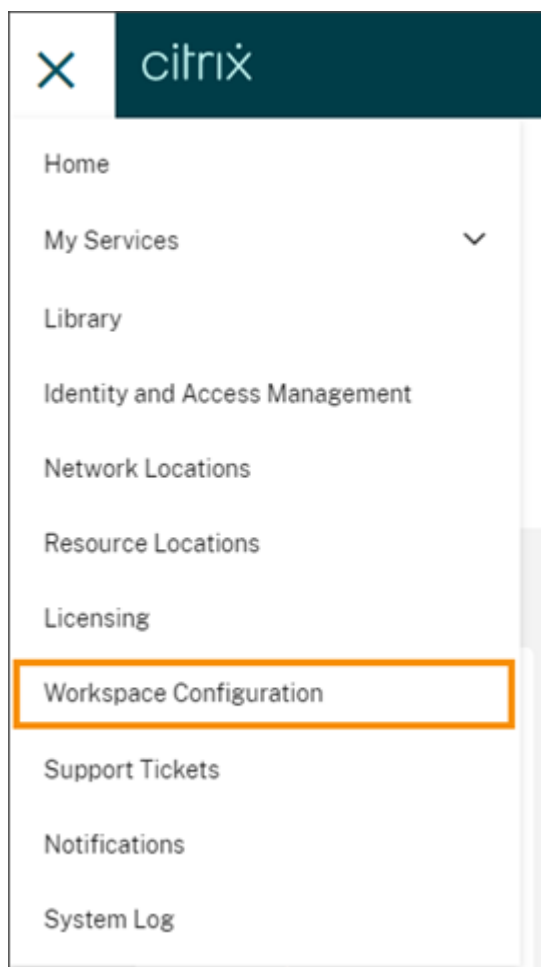 citrix
Home
My Services
Library
Identity and Access Management
Network Locations
Resource Locations
Licensing
Workspace Configuration
Support Tickets
Notifications
System Log